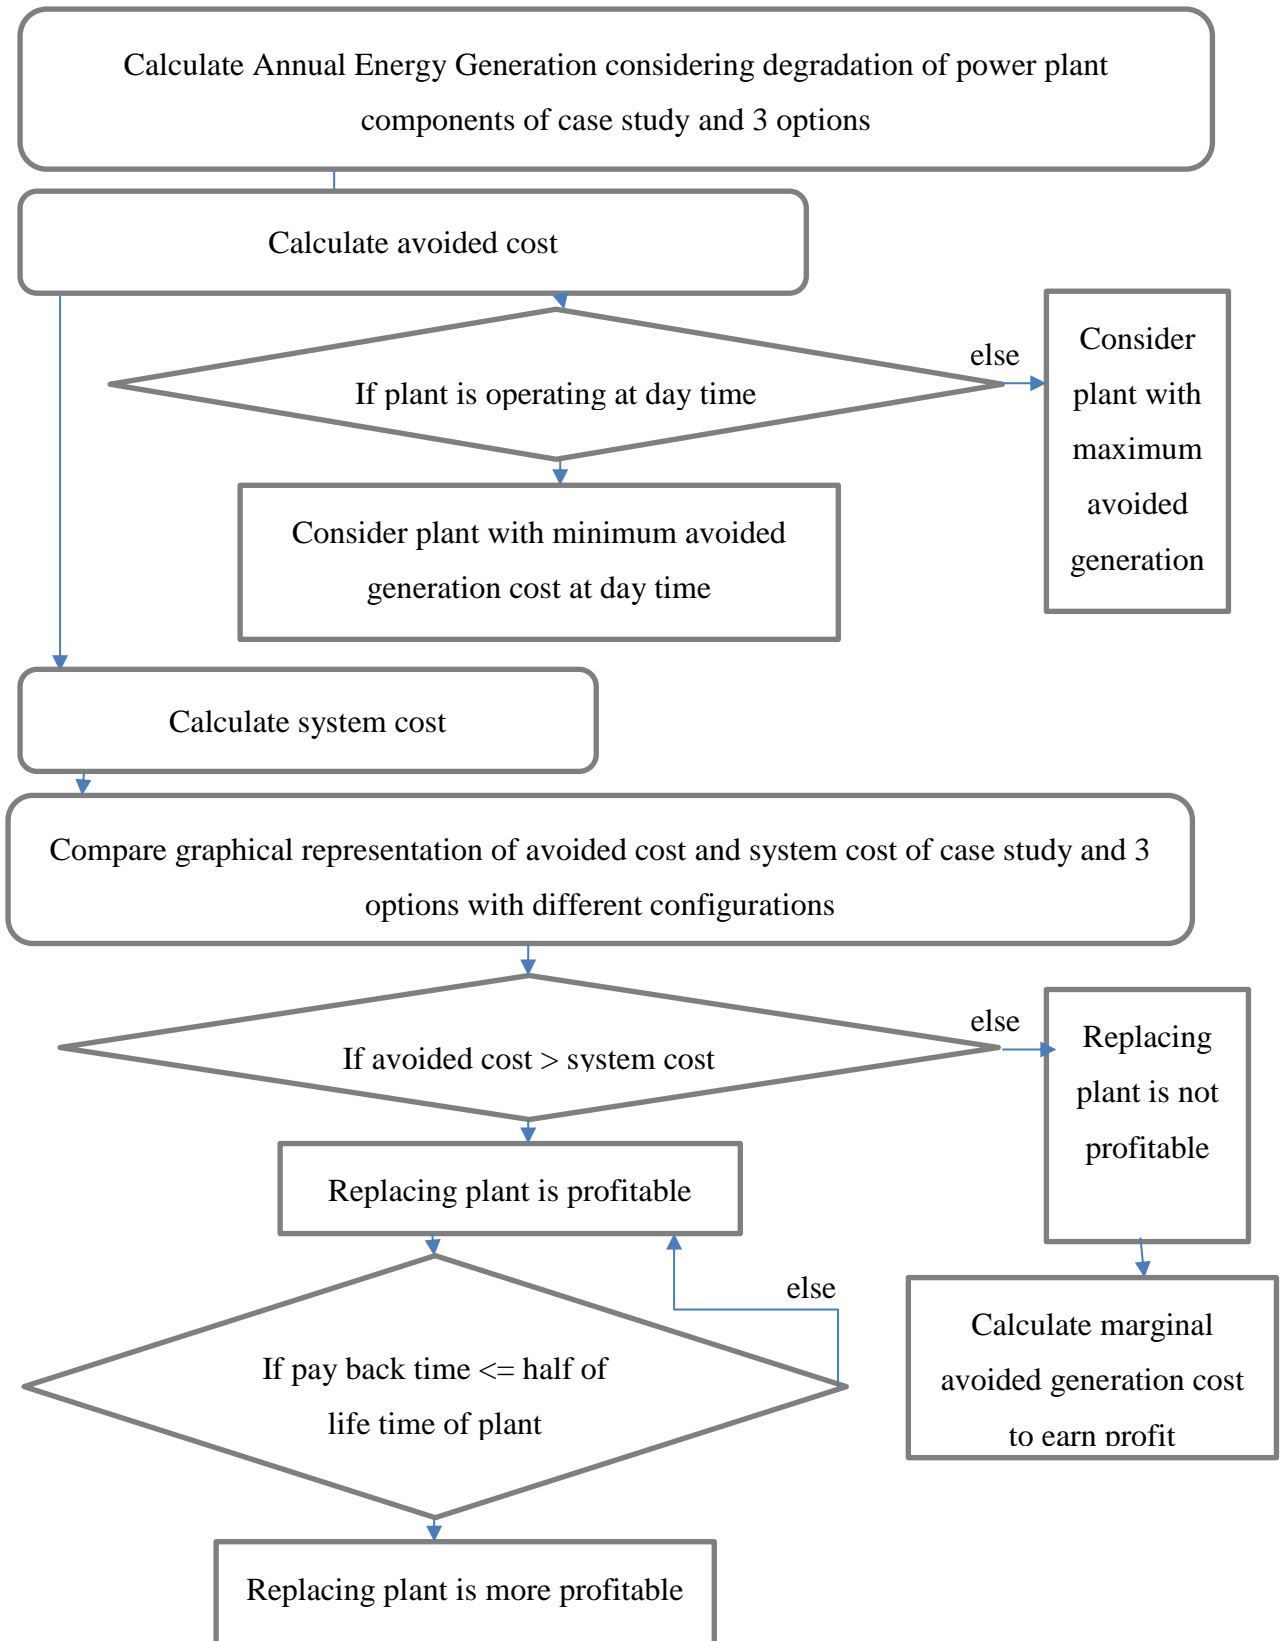 Calculate Annual Energy Generation considering degradation of power plant
components of case study and 3 options
Calculate avoided cost
If plant is operating at day time
else
Consider
plant with
maximum
avoided
generation
Consider plant with minimum avoided
generation cost at day time
Calculate system cost
Compare graphical representation of avoided cost and system cost of case study and 3
options with different configurations
If avoided cost > system cost
else
Replacing
plant is not
profitable
Replacing plant is profitable
else
Calculate marginal
avoided generation cost
to earn profit
If pay back time <= half of
life time of plant
Replacing plant is more profitable